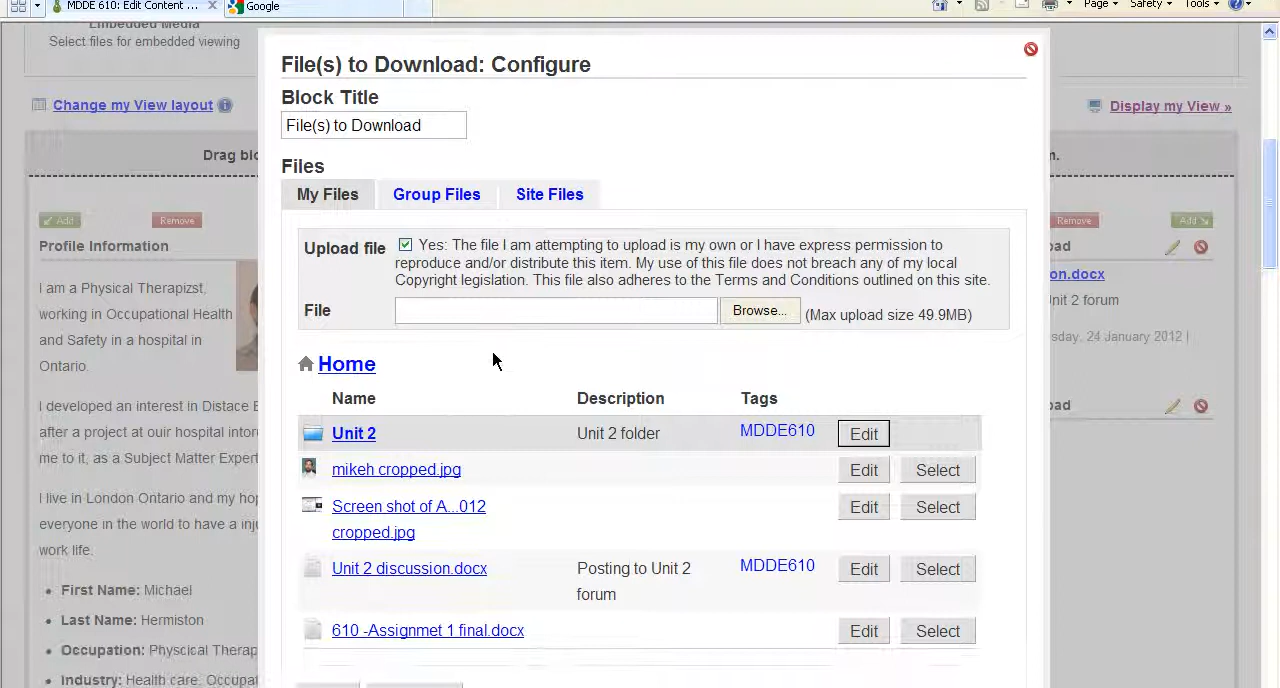 MDDE 610: Edit Content ... X Google
Page Safety Tools
Embedded Media
Select files for embedded viewing
Change my View layout
Display my View »
Drag blo
m.
Add Remove
Remove Add
Profile Information
oad
I am a Physical Therapizst,
working in Occupational Health
and Safety in a hospital in
Ontario.
I developed an interest in Distace E
after a project at ouir hospital intor
me to it, as a Subject Matter Expert
I live in London Ontario and my hop
everyone in the world to have a inju
work life.
First Name: Michael
Last Name: Hermiston
Occupation: Physcical Therap
Industry: Health care, Occupat
on.docx
Unit 2 forum
sday, 24 January 2012 |
oad
File(s) to Download: Configure
Block Title
File(s) to Download
Files
My Files Group Files Site Files
Upload file Yes: The file I am attempting to upload is my own or I have express permission to
reproduce and/or distribute this item. My use of this file does not breach any of my local
Copyright legislation. This file also adheres to the Terms and Conditions outlined on this site.
File Browse... (Max upload size 49.9MB)
Home
Name Description Tags
Unit 2 Unit 2 folder MDDE610 Edit
mikeh cropped.jpg Edit Select
Screen shot of A...012 Edit Select
cropped.jpg
Unit 2 discussion.docx Posting to Unit 2 MDDE610 Edit Select
forum
610 -Assignmet 1 final.docx Edit Select